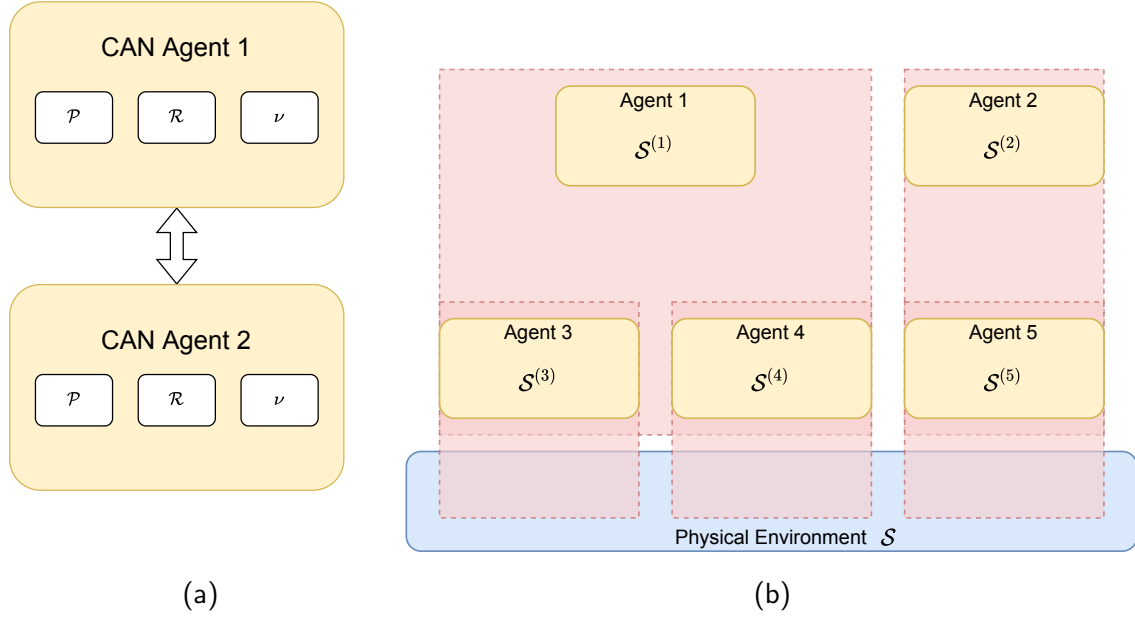 CAN Agent 1
𝒫 ℛ ν
CAN Agent 2
𝒫 ℛ ν
(a)
Agent 1
𝒮⁽¹⁾
Agent 2
𝒮⁽²⁾
Agent 3
𝒮⁽³⁾
Agent 4
𝒮⁽⁴⁾
Agent 5
𝒮⁽⁵⁾
Physical Environment 𝒮
(b)